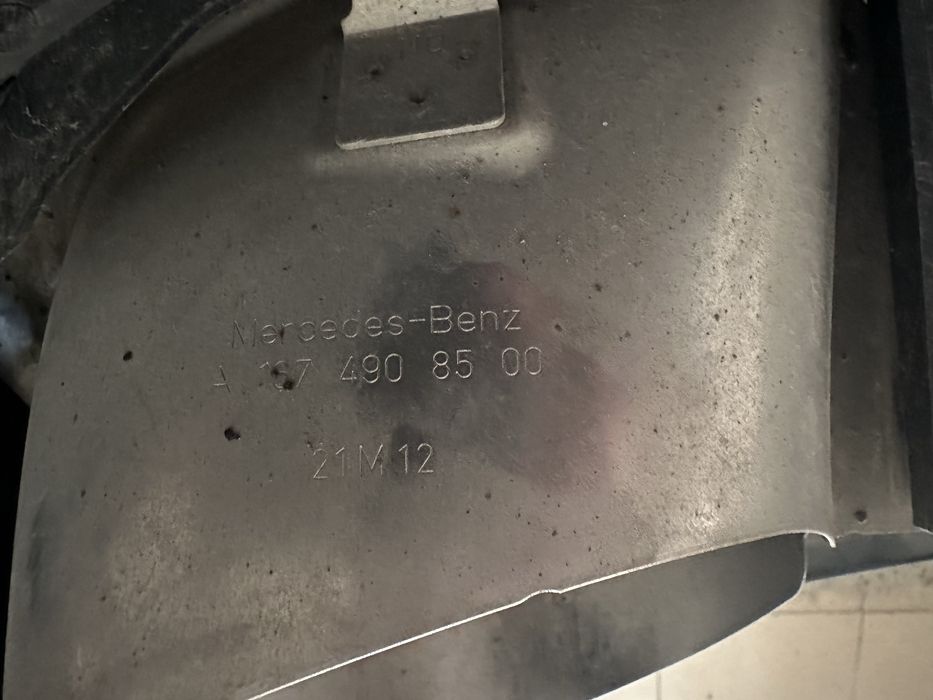 Mercedes-Benz
A 167 490 85 00
21M12